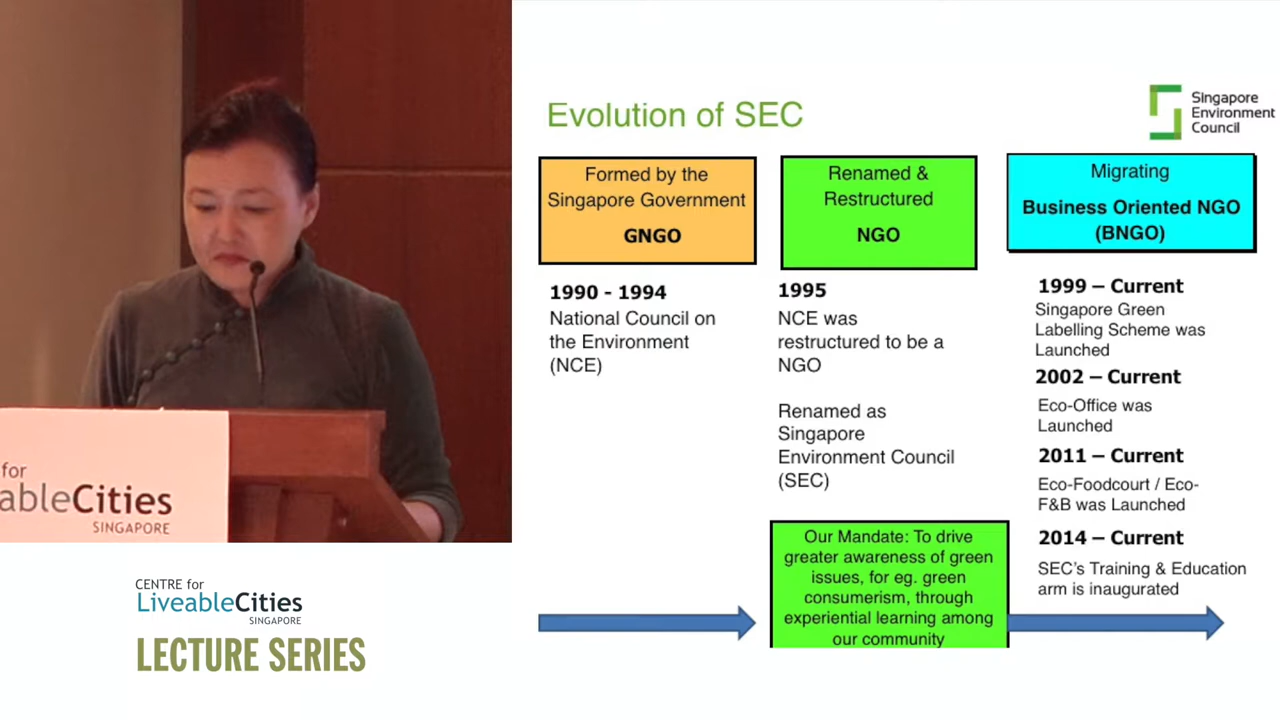 for
ableCities
SINGAPORE
CENTRE for
LiveableCities
SINGAPORE
LECTURE SERIES
Evolution of SEC
Singapore
Environment
Council
Formed by the
Singapore Government
GNGO
1990 - 1994
National Council on
the Environment
(NCE)
Renamed &
Restructured
NGO
1995
NCE was
restructured to be a
NGO
Renamed as
Singapore
Environment Council
(SEC)
Our Mandate: To drive
greater awareness of green
issues, for eg. green
consumerism, through
experiential learning among
our community
Migrating
Business Oriented NGO
(BNGO)
1999 – Current
Singapore Green
Labelling Scheme was
Launched
2002 – Current
Eco-Office was
Launched
2011 – Current
Eco-Foodcourt / Eco-
F&B was Launched
2014 – Current
SEC's Training & Education
arm is inaugurated